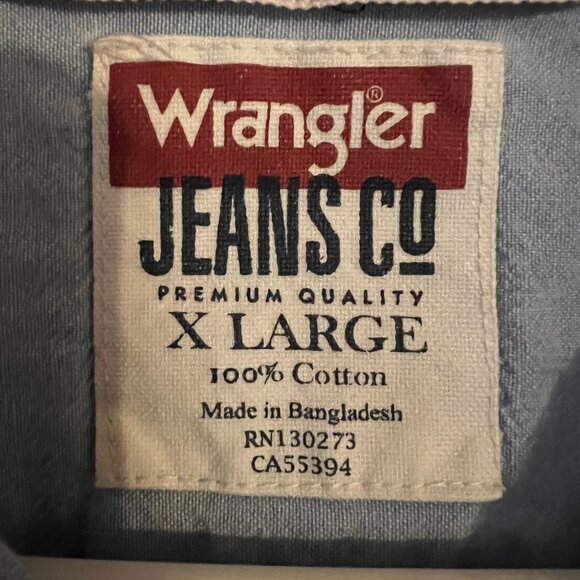 Wrangler®
JEANS CO
PREMIUM QUALITY
X LARGE
100% Cotton
Made in Bangladesh
RN130273
CA55394